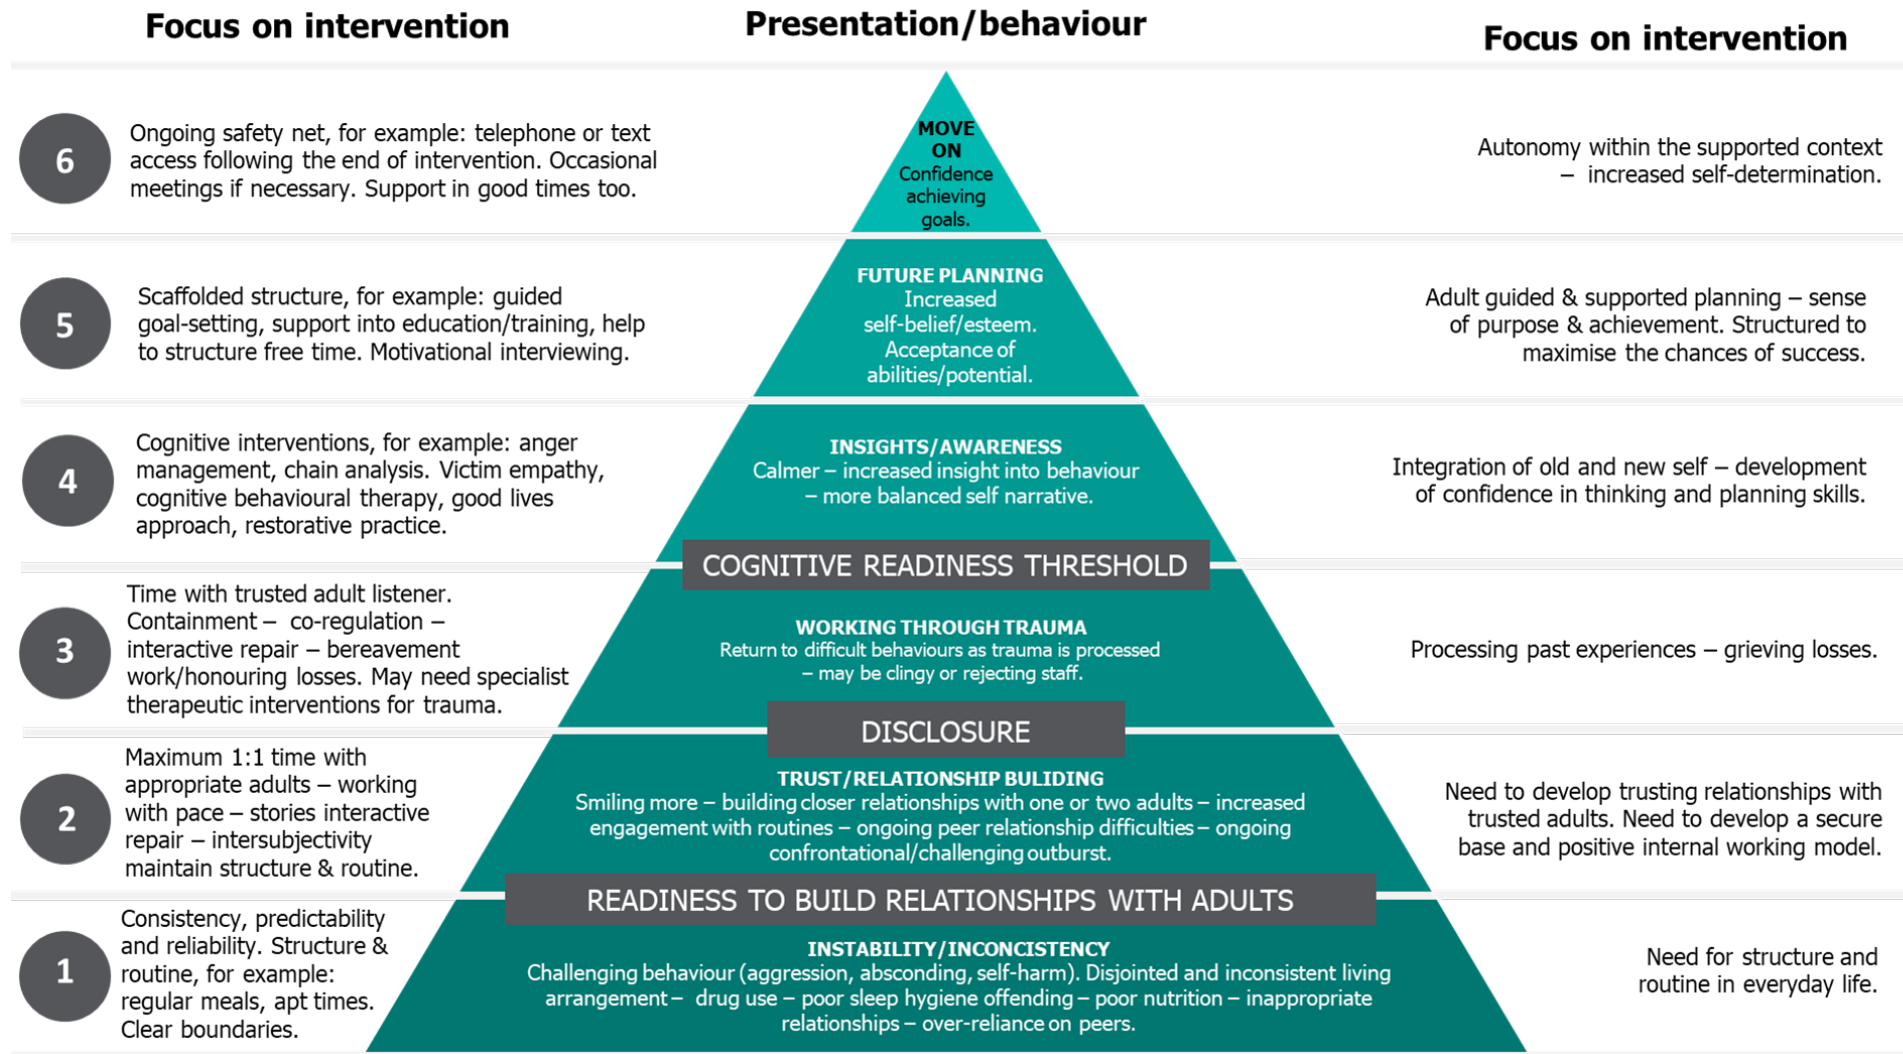 Focus on intervention
Presentation/behaviour
Focus on intervention
6
Ongoing safety net, for example: telephone or text
access following the end of intervention. Occasional
meetings if necessary. Support in good times too.
MOVE
ON
Confidence
achieving
goals.
Autonomy within the supported context
– increased self-determination.
5
Scaffolded structure, for example: guided
goal-setting, support into education/training, help
to structure free time. Motivational interviewing.
FUTURE PLANNING
Increased
self-belief/esteem.
Acceptance of
abilities/potential.
Adult guided & supported planning – sense
of purpose & achievement. Structured to
maximise the chances of success.
4
Cognitive interventions, for example: anger
management, chain analysis. Victim empathy,
cognitive behavioural therapy, good lives
approach, restorative practice.
INSIGHTS/AWARENESS
Calmer – increased insight into behaviour
– more balanced self narrative.
Integration of old and new self – development
of confidence in thinking and planning skills.
COGNITIVE READINESS THRESHOLD
3
Time with trusted adult listener.
Containment – co-regulation –
interactive repair – bereavement
work/honouring losses. May need specialist
therapeutic interventions for trauma.
WORKING THROUGH TRAUMA
Return to difficult behaviours as trauma is processed
– may be clingy or rejecting staff.
Processing past experiences – grieving losses.
DISCLOSURE
2
Maximum 1:1 time with
appropriate adults – working
with pace – stories interactive
repair – intersubjectivity
maintain structure & routine.
TRUST/RELATIONSHIP BULIDING
Smiling more – building closer relationships with one or two adults – increased
engagement with routines – ongoing peer relationship difficulties – ongoing
confrontational/challenging outburst.
Need to develop trusting relationships with
trusted adults. Need to develop a secure
base and positive internal working model.
READINESS TO BUILD RELATIONSHIPS WITH ADULTS
1
Consistency, predictability
and reliability. Structure &
routine, for example:
regular meals, apt times.
Clear boundaries.
INSTABILITY/INCONCISTENCY
Challenging behaviour (aggression, absconding, self-harm). Disjointed and inconsistent living
arrangement – drug use – poor sleep hygiene offending – poor nutrition – inappropriate
relationships – over-reliance on peers.
Need for structure and
routine in everyday life.